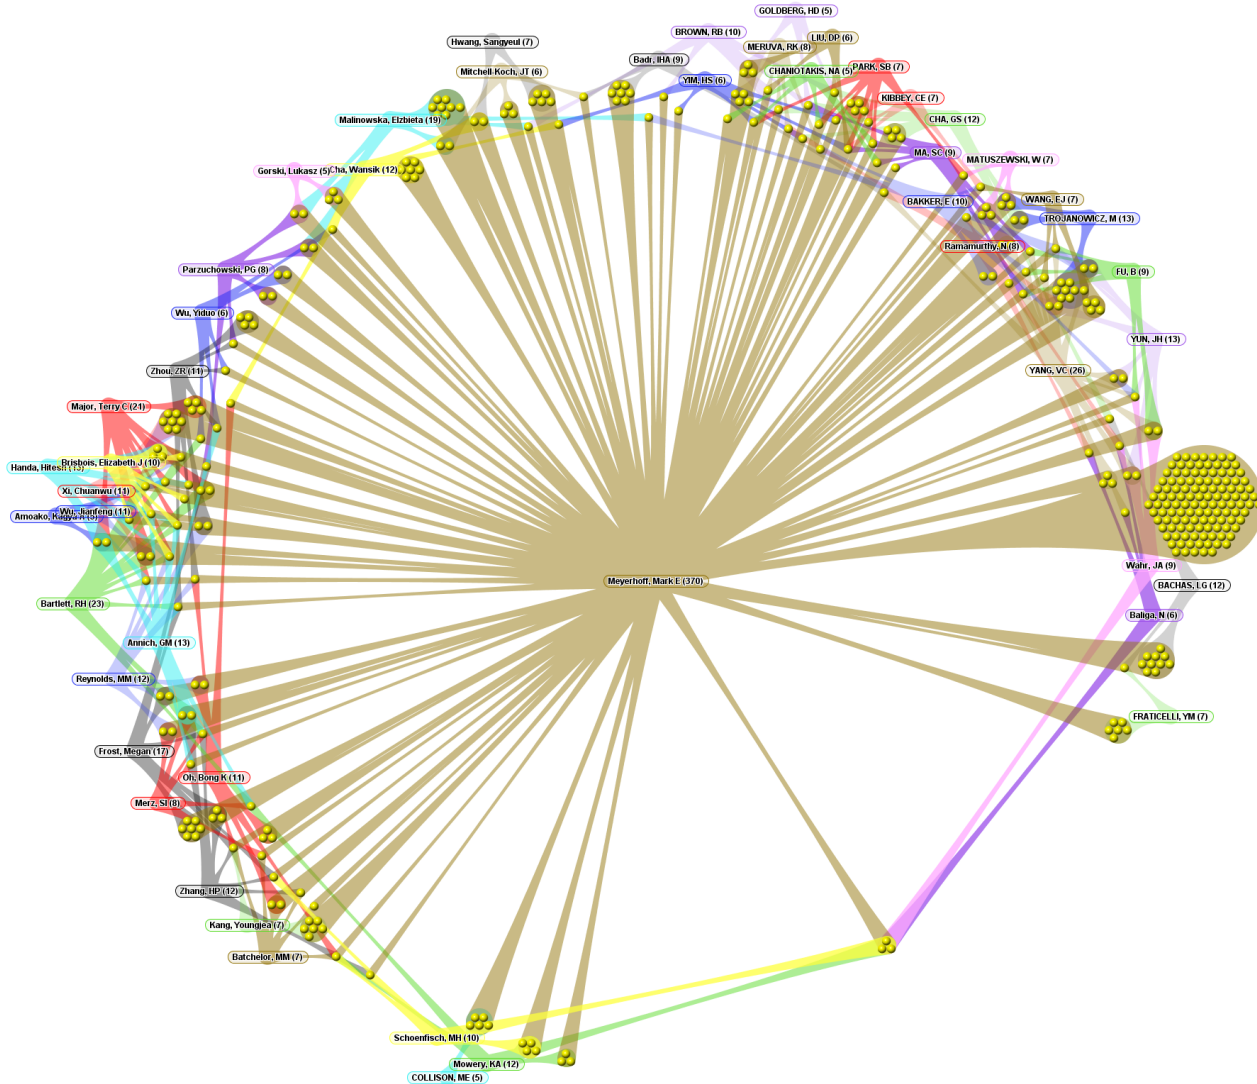 GOLDBERG, HD (5)
BROWN, RB (10)
LIU, DP (6)
Hwang, Sangyeul (7)
MERUVA, RK (8)
Badr, IHA (9)
PARK, SB (7)
Mitchell-Koch, JT (6)
CHANIOTAKIS, NA (5)
YIM, HS (6)
KIBBEY, CE (7)
Malinowska, Elzbieta (19)
CHA, GS (12)
MA, SC (9)
MATUSZEWSKI, W (7)
Gorski, Lukasz (5)
Cha, Wansik (12)
WANG, EJ (7)
BAKKER, E (10)
TROJANOWICZ, M (13)
Ramamurthy, N (8)
Parzuchowski, PG (8)
FU, B (9)
Wu, Yiduo (6)
YUN, JH (13)
Zhou, ZR (11)
YANG, VC (26)
Major, Terry C (21)
Brisbois, Elizabeth J (10)
Handa, Hitesh
Xi, Chuanwu (11)
Wu, Jianfeng (11)
Amoako,
Wahr, JA (9)
Meyerhoff, Mark E (370)
BACHAS, LG (12)
Bartlett, RH (23)
Baliga, N (6)
Annich, GM (13)
Reynolds, MM (12)
FRATICELLI, YM (7)
Frost, Megan (17)
Oh, Bong K (11)
Merz, SI (8)
Zhang, HP (12)
Kang, Youngjea (7)
Batchelor, MM (7)
Schoenfisch, MH (10)
Mowery, KA (12)
COLLISON, ME (5)